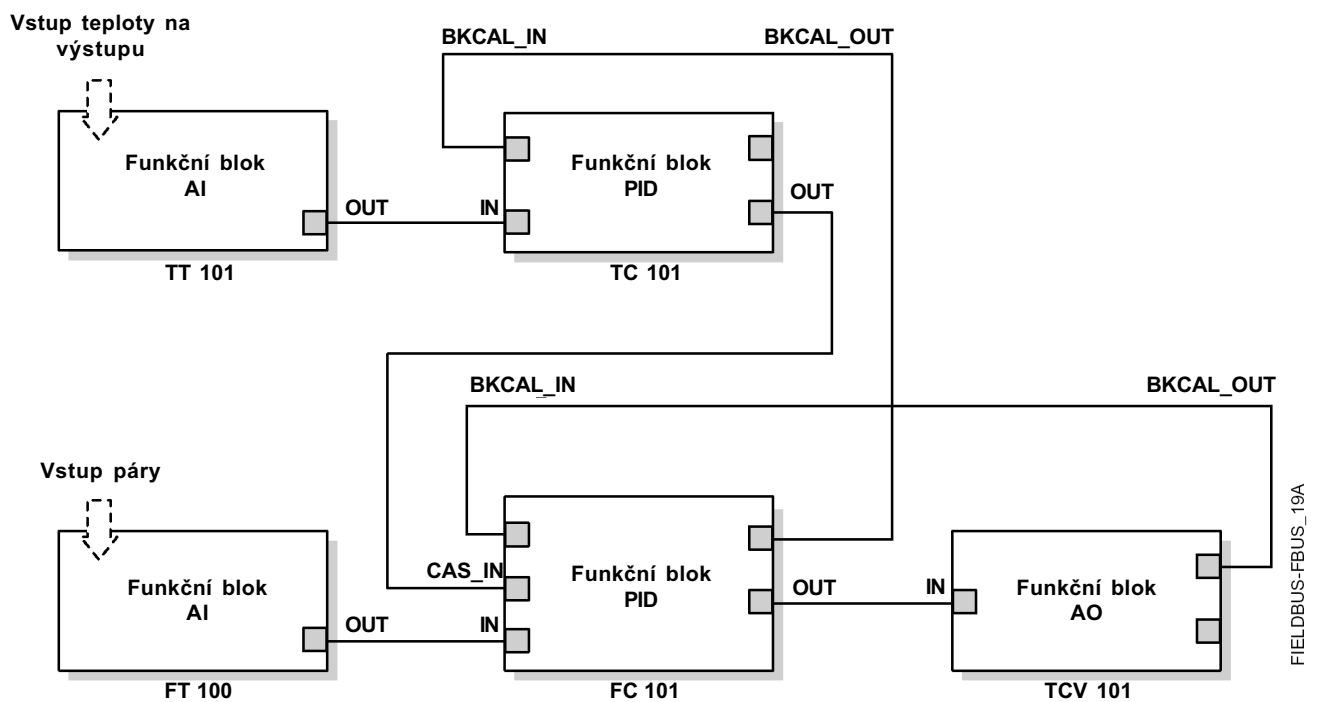 Vstup teploty na
výstupu
BKCAL_IN
BKCAL_OUT
Funkční blok
AI
OUT
IN
Funkční blok
PID
OUT
TT 101
TC 101
BKCAL_IN
BKCAL_OUT
Vstup páry
Funkční blok
AI
OUT
CAS_IN
IN
Funkční blok
PID
OUT
IN
Funkční blok
AO
FT 100
FC 101
TCV 101
FIELDBUS-FBUS_19A